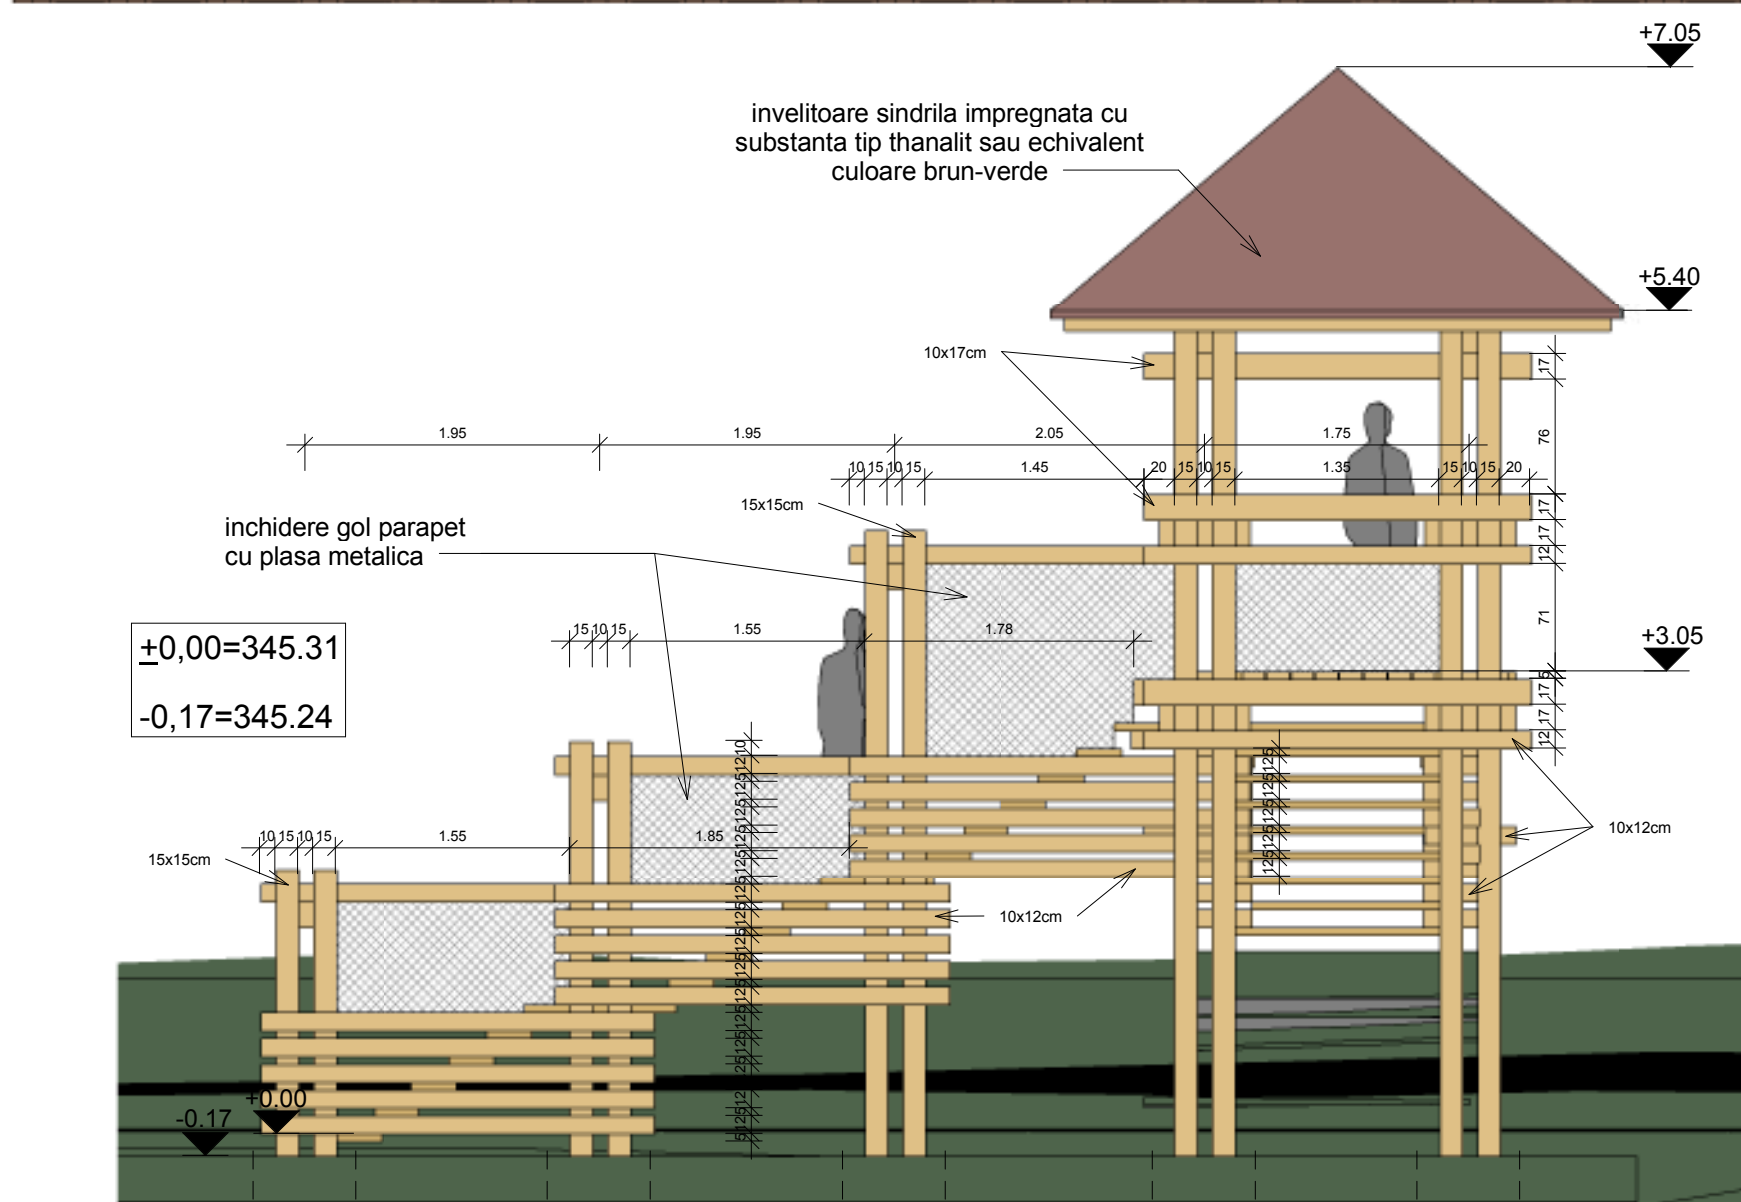 +7.05
invelitoare sindrila impregnata cu
substanta tip thanalit sau echivalent
culoare brun-verde
+5.40
10x17cm
17
1.95 1.95 2.05 1.75
76
10 15 10 15 1.45 20 15 10 15 1.35 15 10 15 20
15x15cm
17
17
12
inchidere gol parapet
cu plasa metalica
71
15 10 15 1.55 1.78
±0,00=345.31
-0,17=345.24
+3.05
5
17
17
12
10x12cm
10 15 10 15 1.55 1.85
15x15cm
10x12cm
+0.00
-0.17